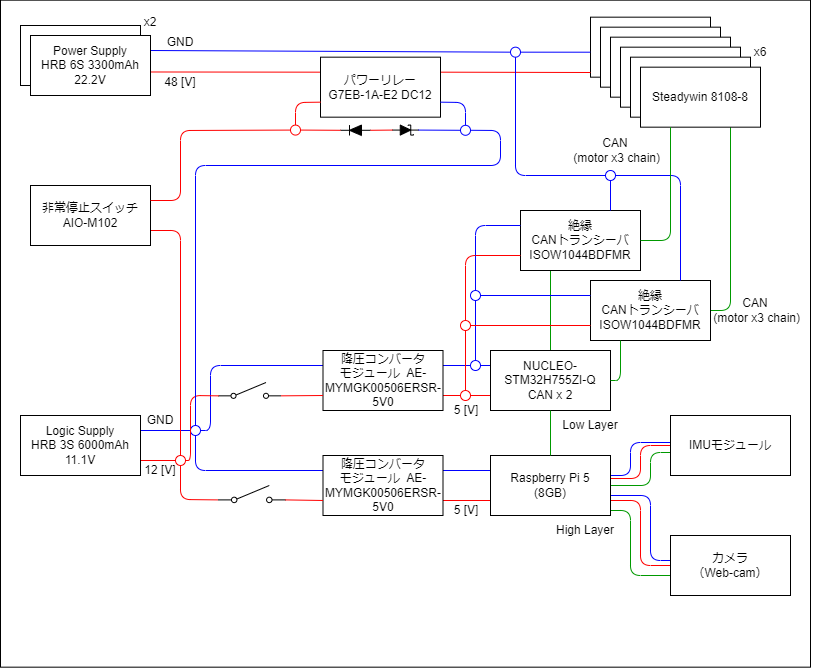 x2
Power Supply
HRB 6S 3300mAh
22.2V
GND
48 [V]
パワーリレー
G7EB-1A-E2 DC12
x6
Steadywin 8108-8
CAN
(motor x3 chain)
非常停止スイッチ
AIO-M102
絶縁
CANトランシーバ
ISOW1044BDFMR
絶縁
CANトランシーバ
ISOW1044BDFMR
CAN
(motor x3 chain)
降圧コンバータ
モジュール AE-
MYMGK00506ERSR-
5V0
5 [V]
NUCLEO-
STM32H755ZI-Q
CAN x 2
Low Layer
Logic Supply
HRB 3S 6000mAh
11.1V
GND
12 [V]
降圧コンバータ
モジュール AE-
MYMGK00506ERSR-
5V0
5 [V]
Raspberry Pi 5
(8GB)
High Layer
IMUモジュール
カメラ
（Web-cam）